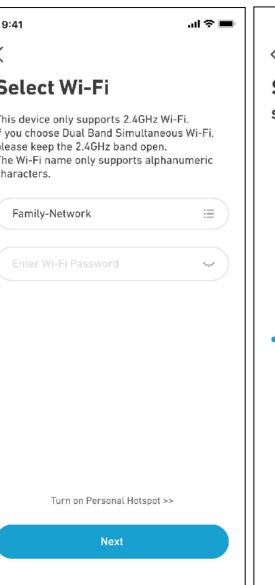 9:41
Select Wi-Fi
This device only supports 2.4GHz Wi-Fi.
If you choose Dual Band Simultaneous Wi-Fi,
please keep the 2.4GHz band open.
The Wi-Fi name only supports alphanumeric
characters.
Family-Network
Enter Wi-Fi Password
Turn on Personal Hotspot >>
Next